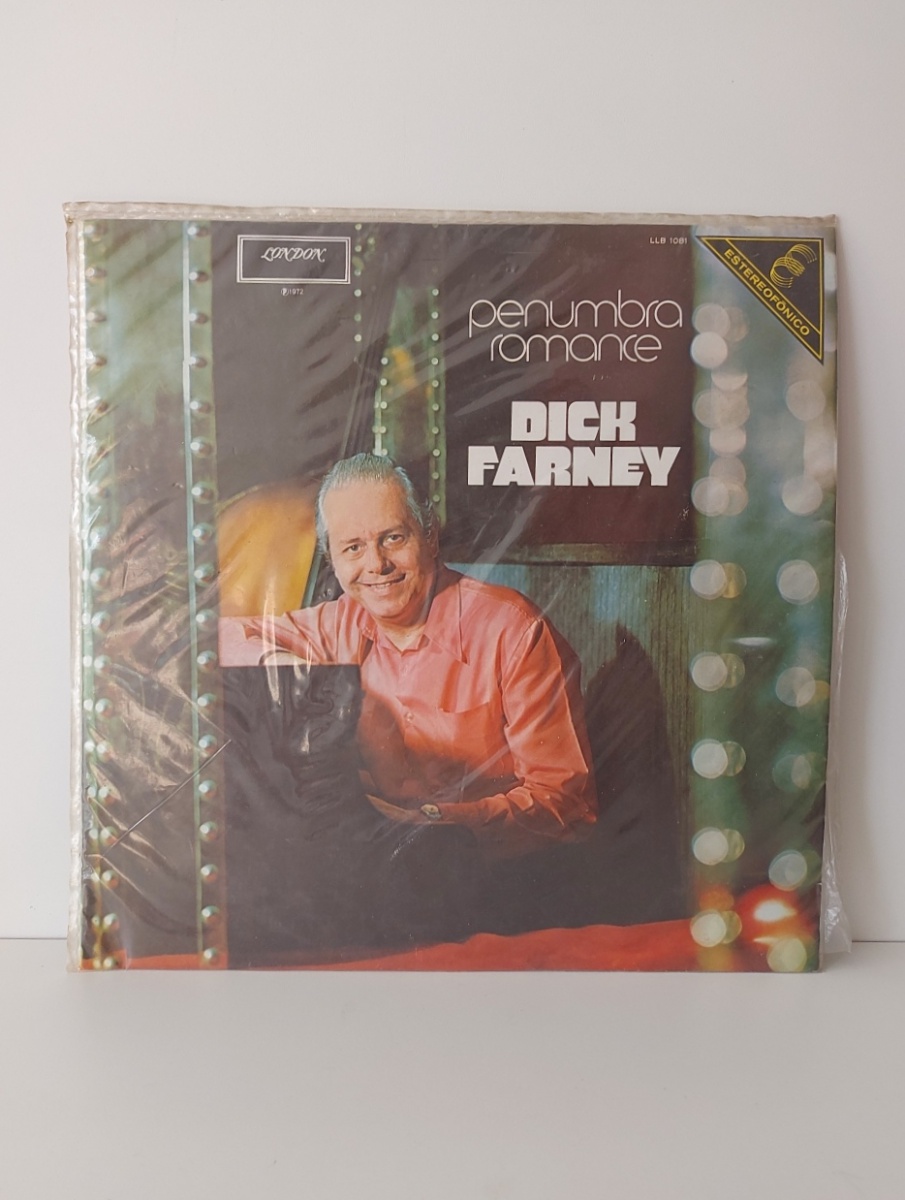 LONDON
℗1972
LLB 1081
ESTEREOFÔNICO
penumbra
romance
DICK
FARNEY